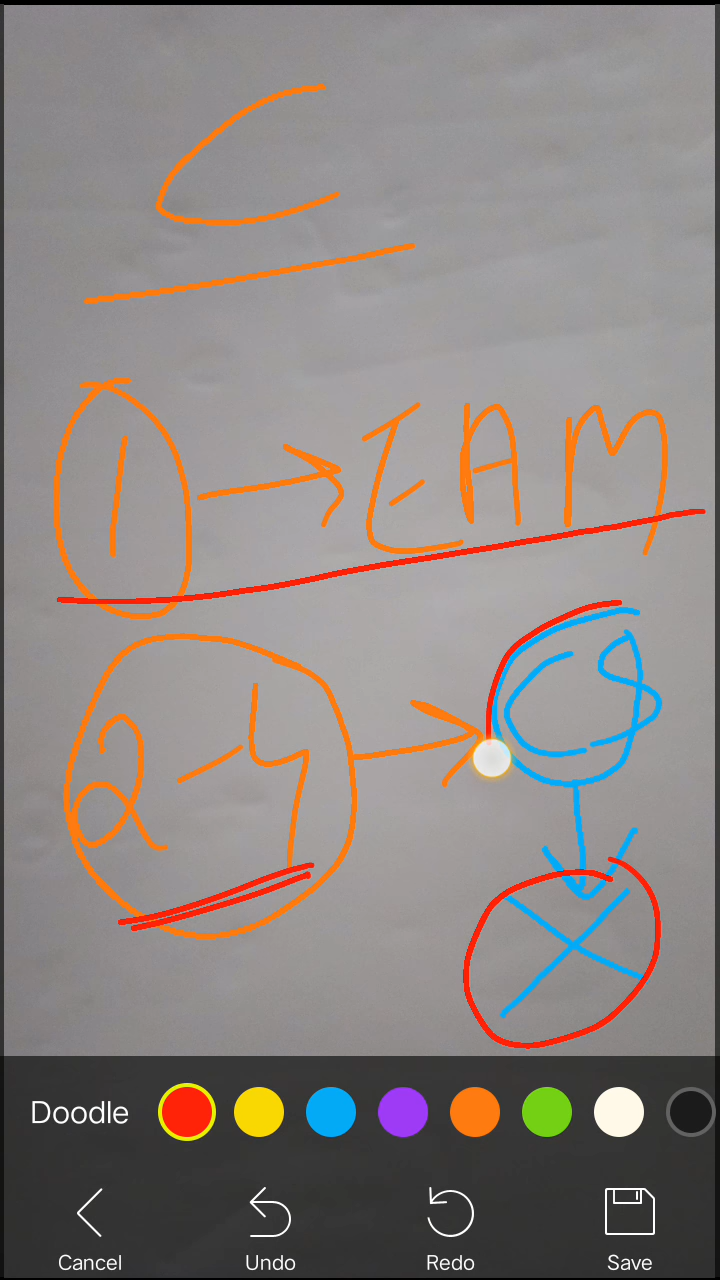 C
1 → EAM
2-4 → CS
X
Doodle
Cancel Undo Redo Save